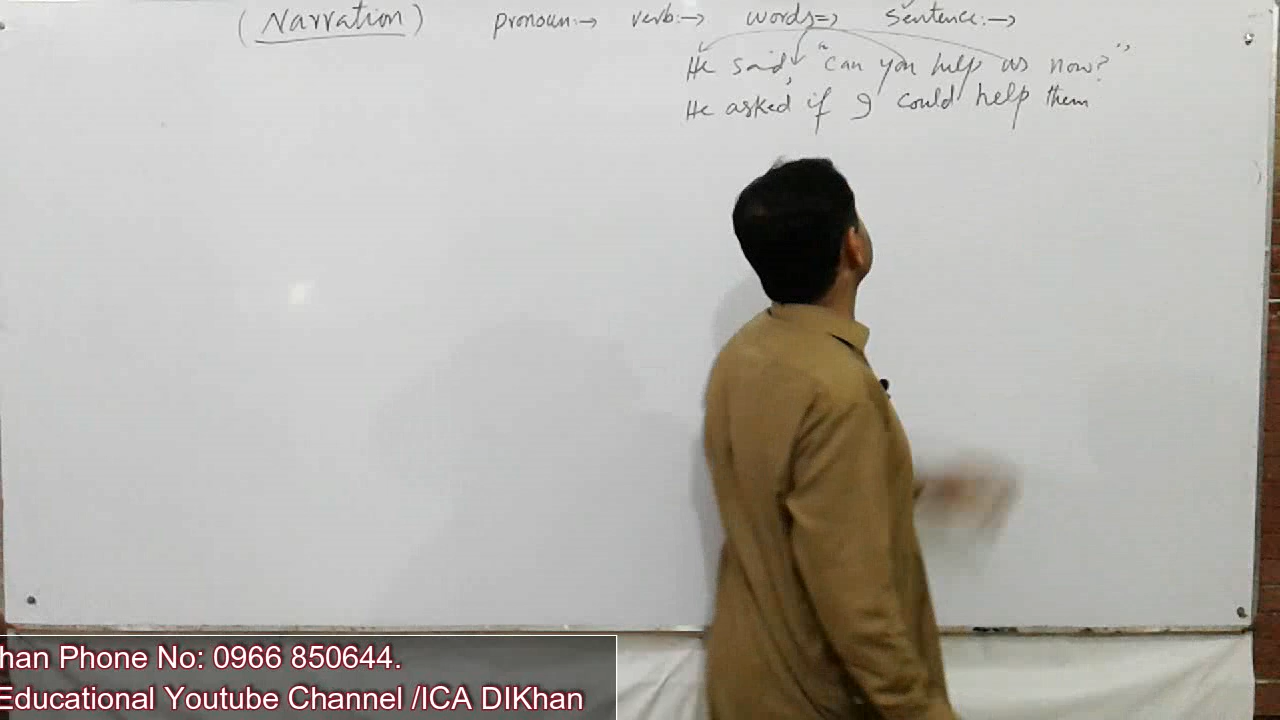 (Narration) pronoun:→ verb:→ words⇒ sentence:→
He said, "can you help us now?"
He asked if I could help them
han Phone No: 0966 850644.
Educational Youtube Channel /ICA DIKhan